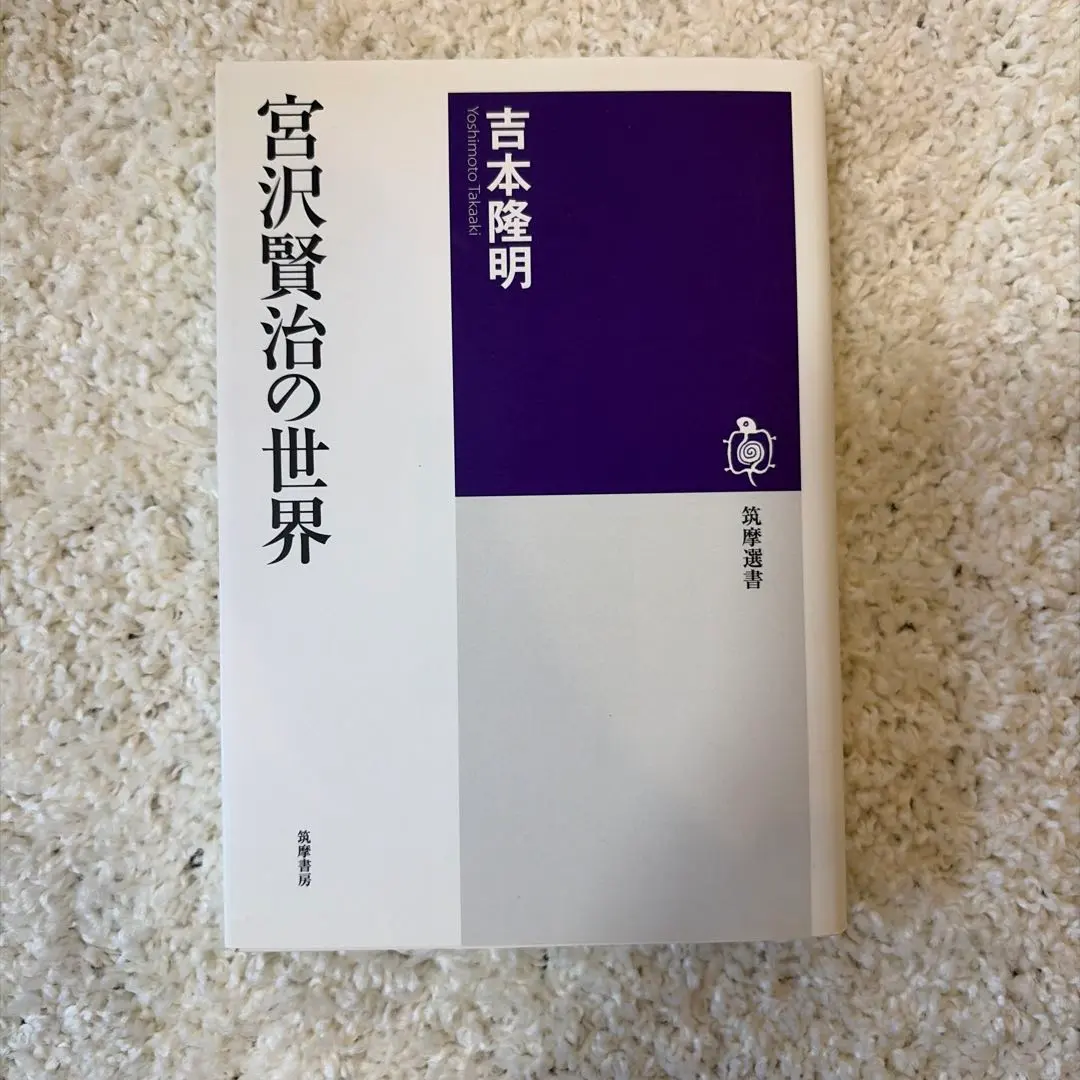 宮沢賢治の世界
吉本隆明
Yoshimoto Takaaki
筑摩選書
筑摩書房